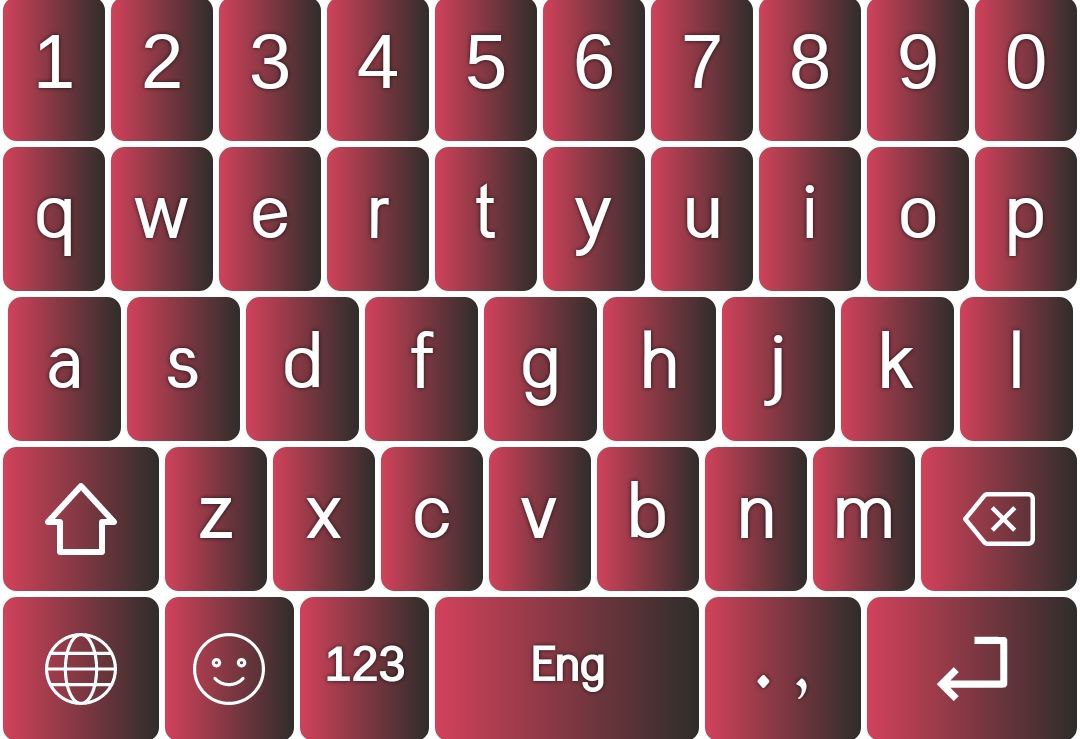 1 2 3 4 5 6 7 8 9 0
q w e r t y u i o p
a s d f g h j k l
z x c v b n m
123 Eng . ,